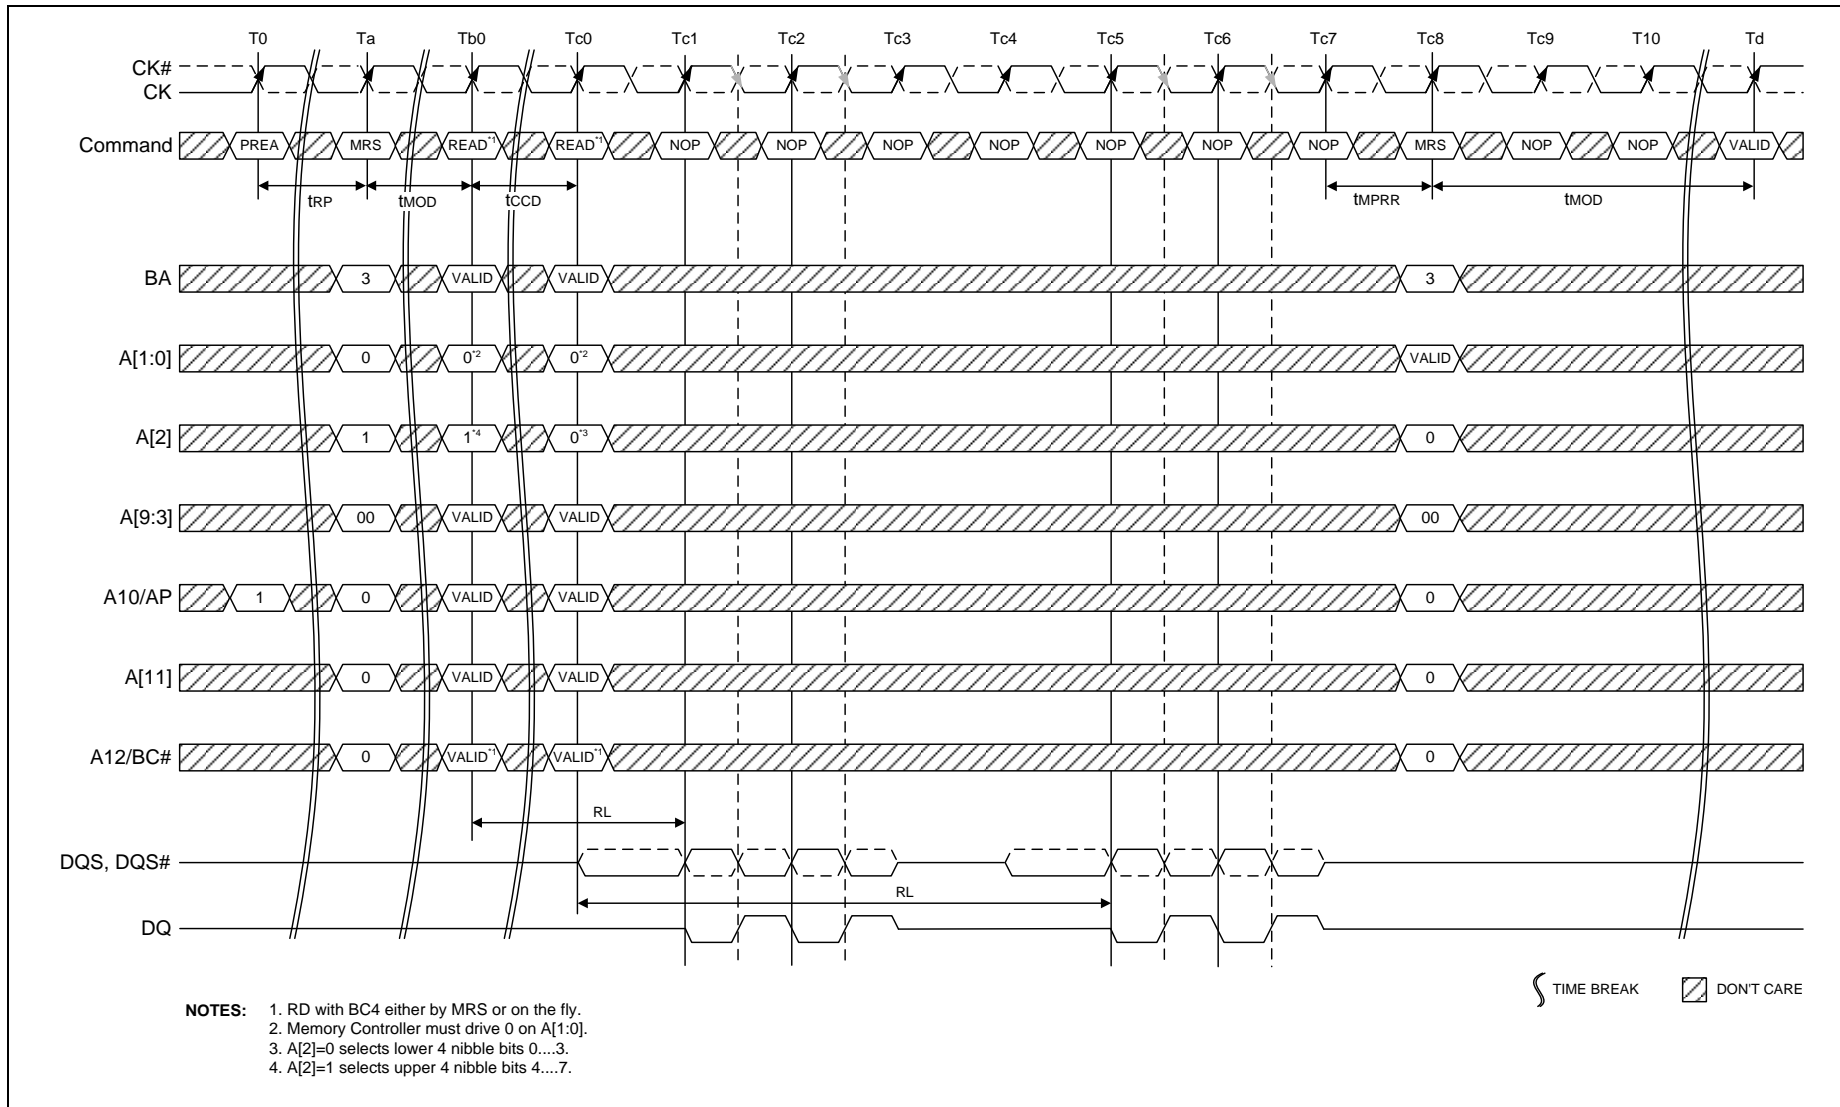 T0 Ta Tb0 Tc0 Tc1 Tc2 Tc3 Tc4 Tc5 Tc6 Tc7 Tc8 Tc9 T10 Td
CK#
CK
Command PREA MRS READ*1 READ*1 NOP NOP NOP NOP NOP NOP NOP MRS NOP NOP VALID
tRP tMOD tCCD tMPRR tMOD
BA 3 VALID VALID 3
A[1:0] 0 0*2 0*2 VALID
A[2] 1 1*4 0*3 0
A[9:3] 00 VALID VALID 00
A10/AP 1 0 VALID VALID 0
A[11] 0 VALID VALID 0
A12/BC# 0 VALID*1 VALID*1 0
RL
DQS, DQS#
RL
DQ
TIME BREAK DON'T CARE
NOTES: 1. RD with BC4 either by MRS or on the fly.
2. Memory Controller must drive 0 on A[1:0].
3. A[2]=0 selects lower 4 nibble bits 0....3.
4. A[2]=1 selects upper 4 nibble bits 4....7.